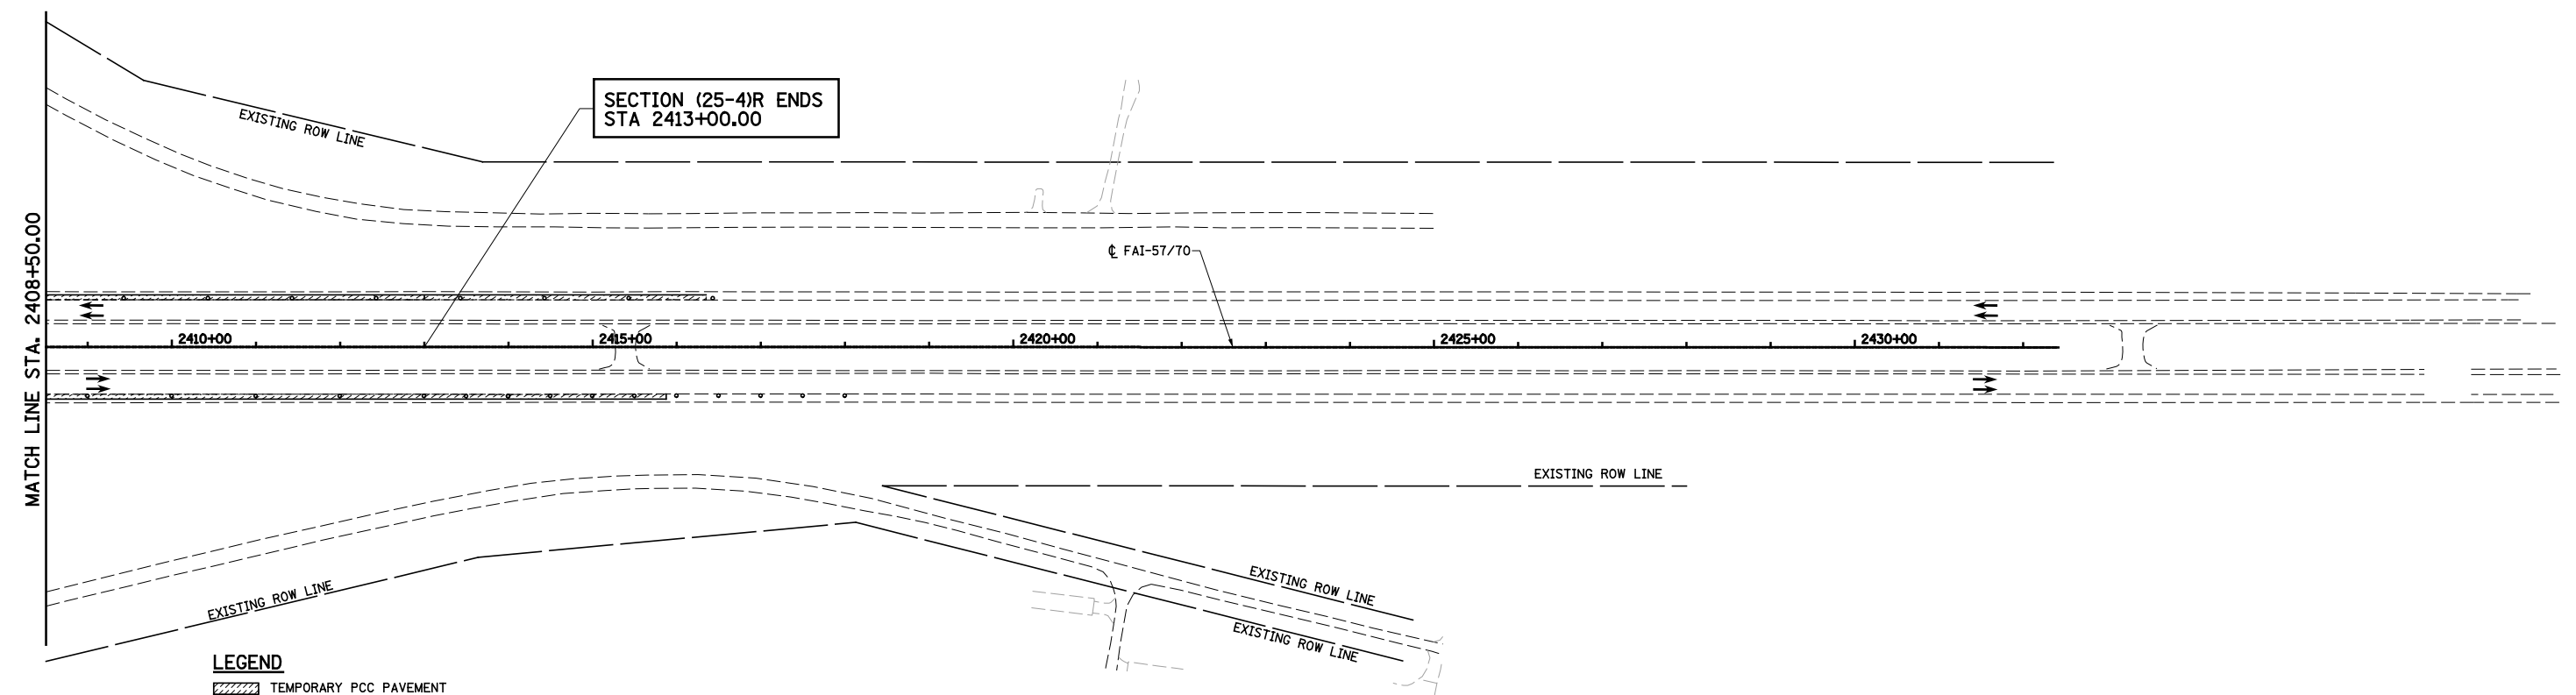 SECTION (25-4)R ENDS
STA 2413+00.00
EXISTING ROW LINE
MATCH LINE STA. 2408+50.00
℄ FAI-57/70
2410+00
2415+00
2420+00
2425+00
2430+00
EXISTING ROW LINE
EXISTING ROW LINE
EXISTING ROW LINE
EXISTING ROW LINE
LEGEND
TEMPORARY PCC PAVEMENT